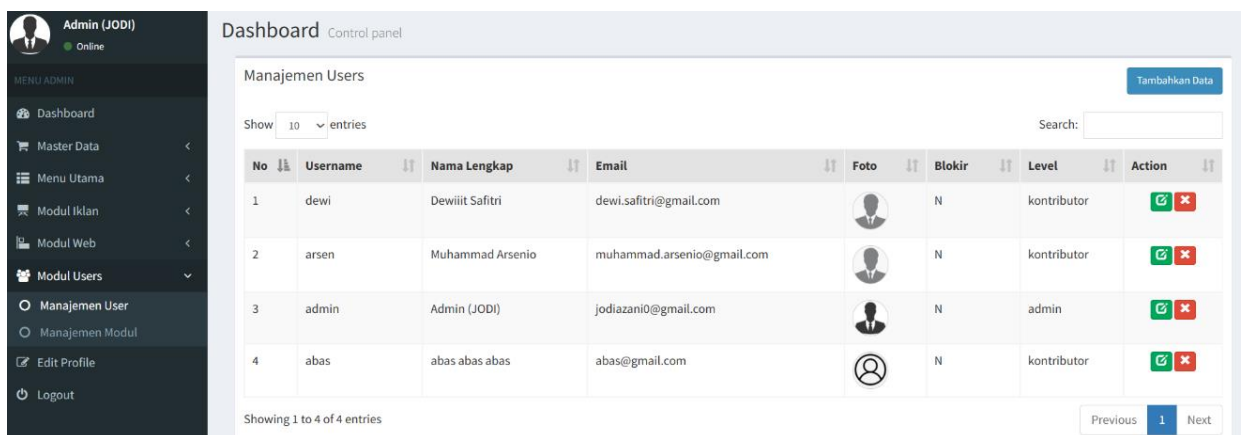 Admin (JODI)
Online
MENU ADMIN
Dashboard
Master Data
Menu Utama
Modul Iklan
Modul Web
Modul Users
Manajemen User
Manajemen Modul
Edit Profile
Logout
Dashboard Control panel
Manajemen Users
Tambahkan Data
Show 10 entries
Search:
No Username Nama Lengkap Email Foto Blokir Level Action
1 dewi Dewiiit Safitri dewi.safitri@gmail.com N kontributor
2 arsen Muhammad Arsenio muhammad.arsenio@gmail.com N kontributor
3 admin Admin (JODI) jodiazani0@gmail.com N admin
4 abas abas abas abas abas@gmail.com N kontributor
Showing 1 to 4 of 4 entries
Previous 1 Next